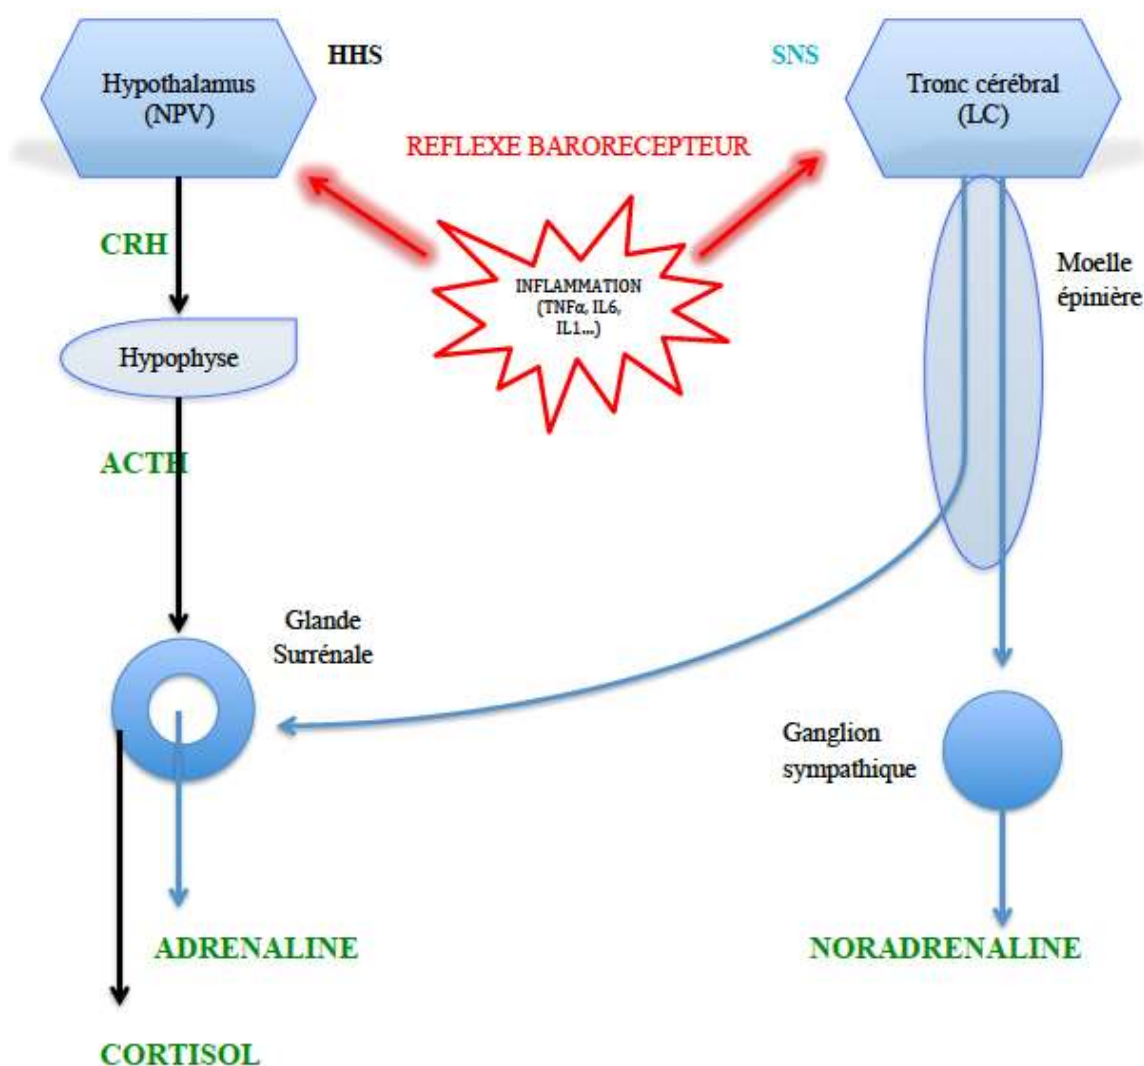 HHS
SNS
Hypothalamus
(NPV)
Tronc cérébral
(LC)
REFLEXE BARORECEPTEUR
CRH
INFLAMMATION
(TNFα, IL6,
IL1...)
Moelle
épinière
Hypophyse
ACTH
Glande
Surrénale
Ganglion
sympathique
ADRENALINE
NORADRENALINE
CORTISOL